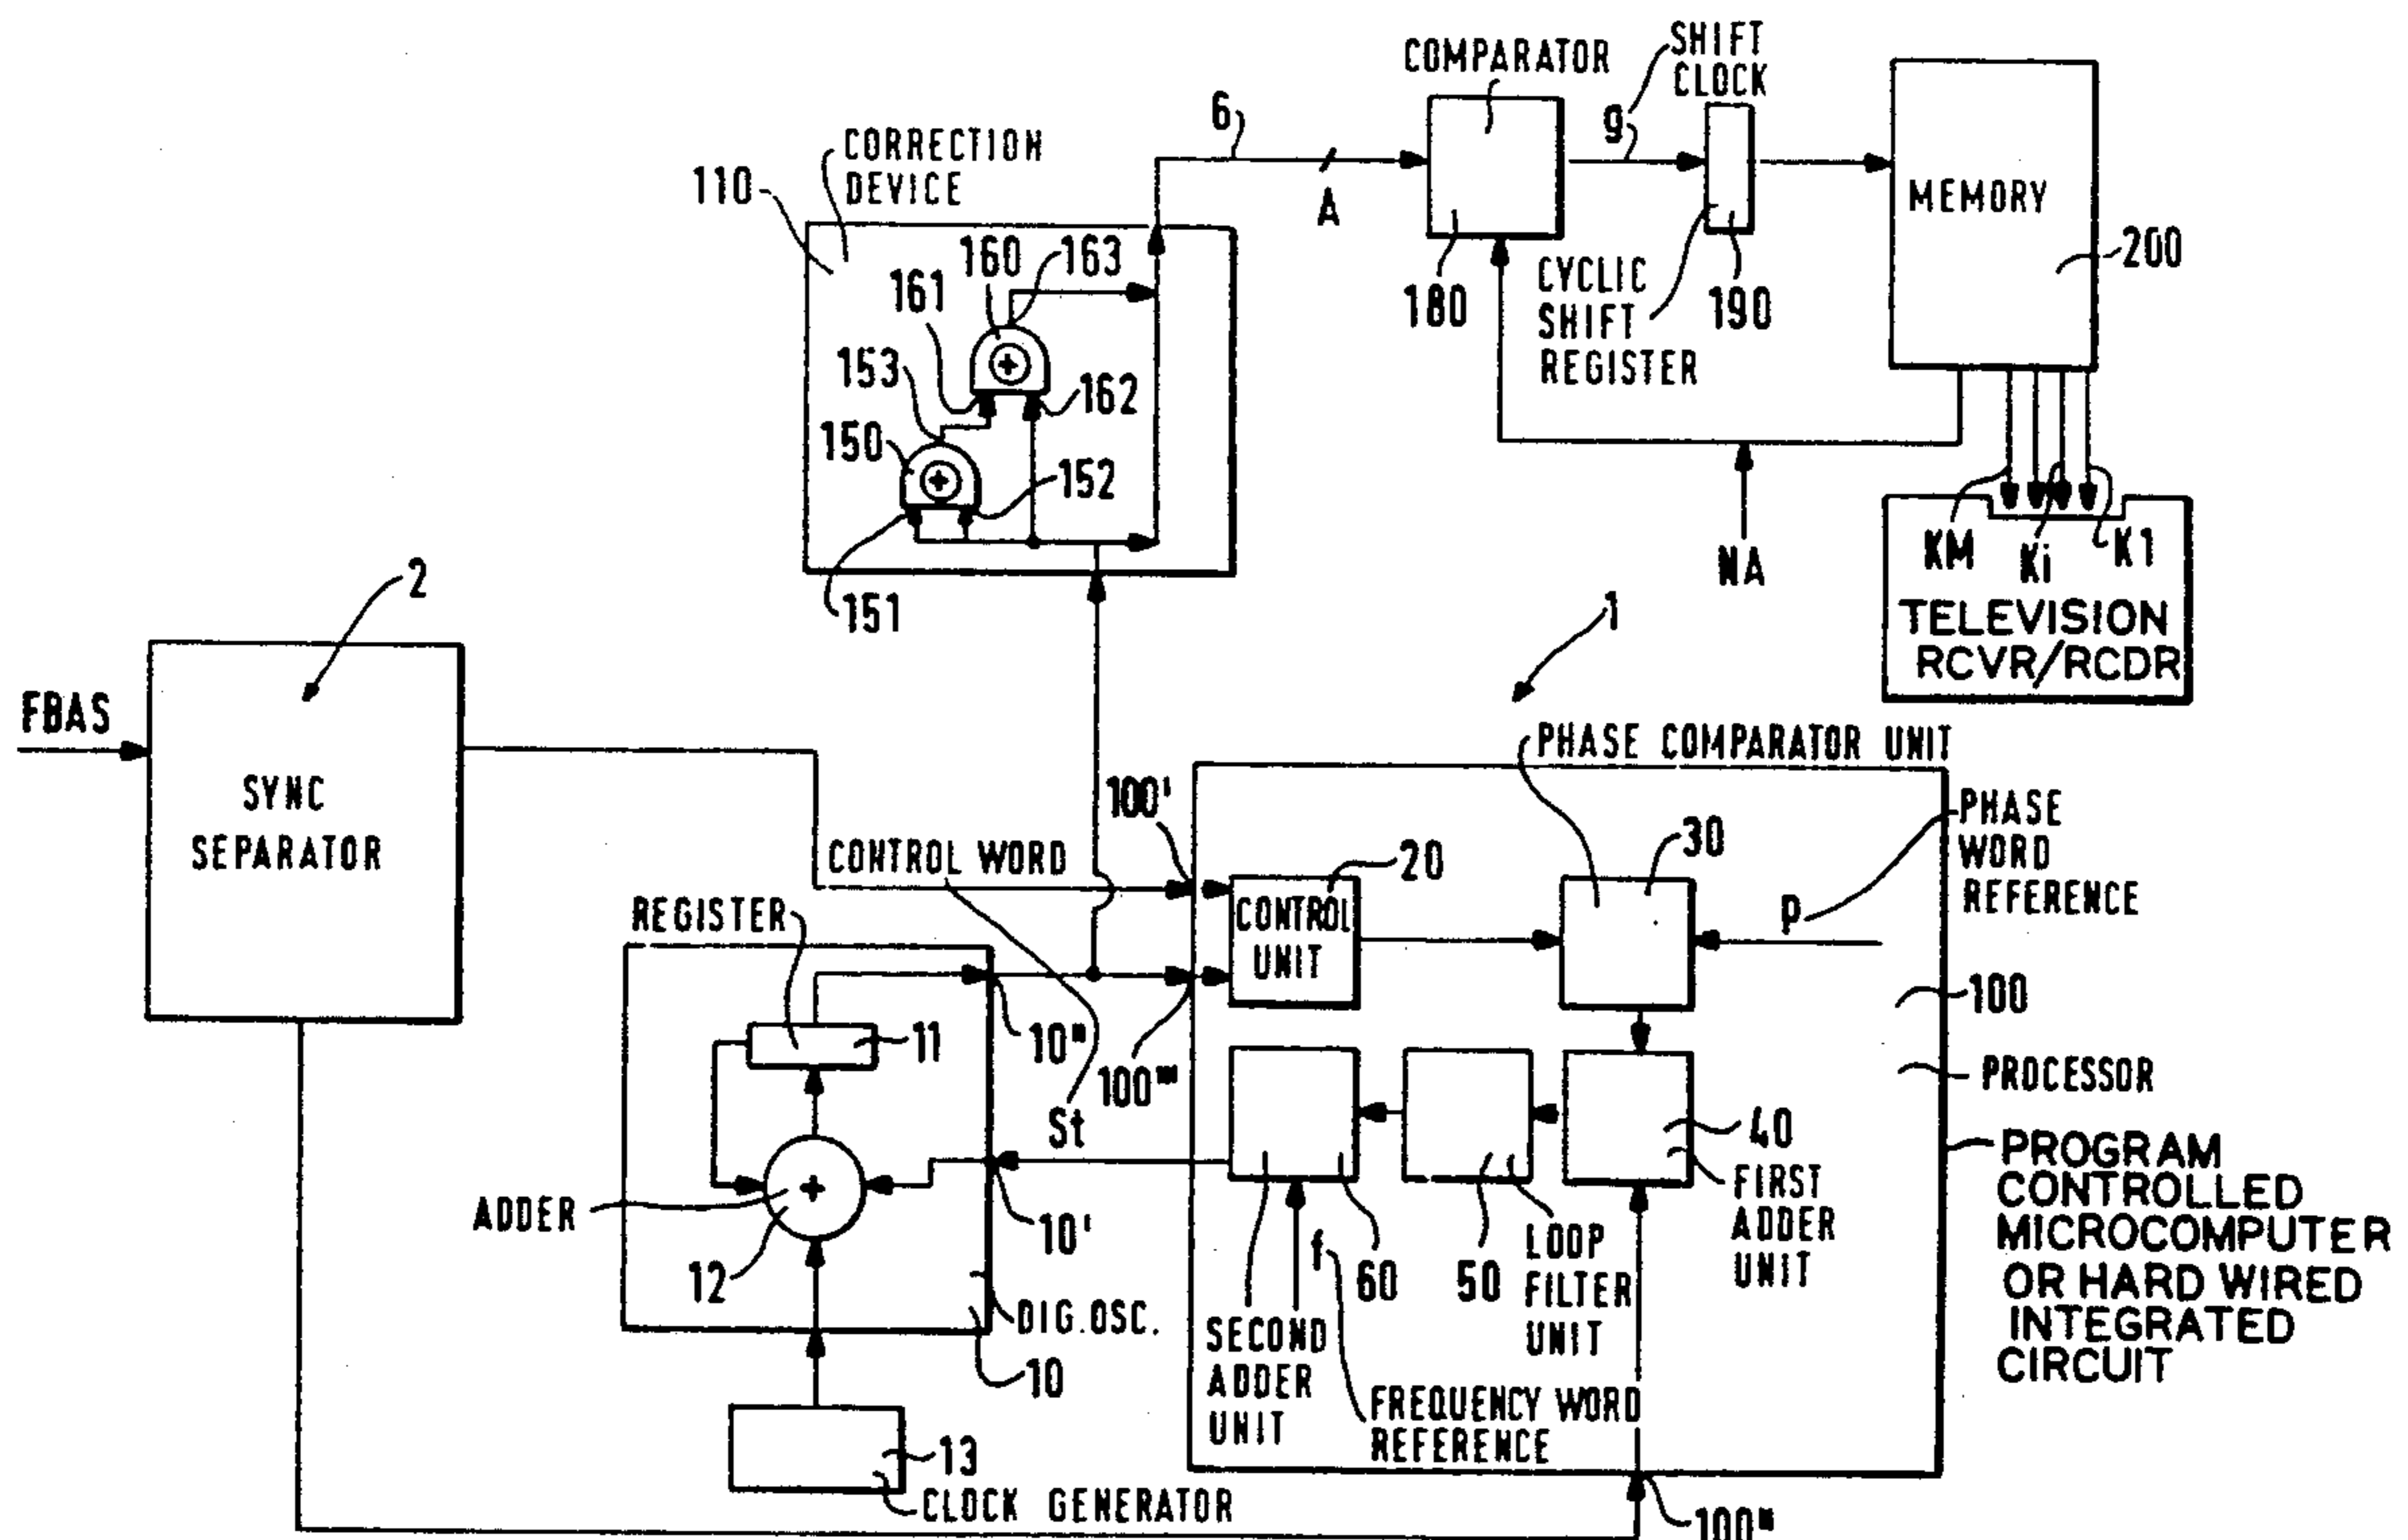 COMPARATOR
SHIFT
CLOCK
6
g
CORRECTION
DEVICE
110
A
MEMORY
160
163
161
180
CYCLIC
SHIFT
REGISTER
190
200
153
162
150
152
151
NA
KM
Ki
K1
TELEVISION
RCVR/RCDR
2
1
FBAS
SYNC
SEPARATOR
PHASE COMPARATOR UNIT
100'
PHASE
WORD
REFERENCE
CONTROL WORD
20
30
REGISTER
CONTROL
UNIT
P
100
11
10"
100'''
PROCESSOR
St
40
FIRST
ADDER
UNIT
PROGRAM
CONTROLLED
MICROCOMPUTER
OR HARD WIRED
INTEGRATED
CIRCUIT
ADDER
+
12
10'
f
60
50
LOOP
FILTER
UNIT
DIG.OSC.
SECOND
ADDER
UNIT
10
FREQUENCY WORD
REFERENCE
13
CLOCK GENERATOR
100"